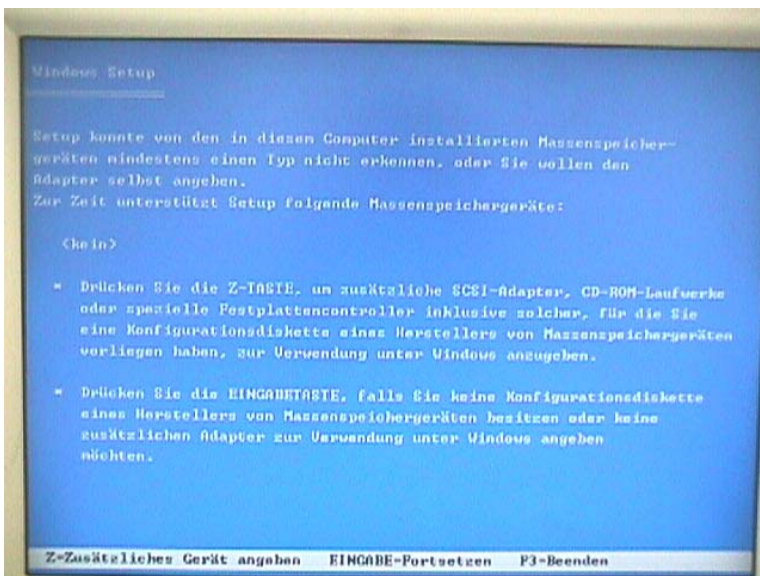 Windows Setup
Setup konnte von den in diesem Computer installierten Massenspeicher-
geräten mindestens einen Typ nicht erkennen, oder Sie wollen den
Adapter selbst angeben.
Zur Zeit unterstützt Setup folgende Massenspeichergeräte:
<kein>
* Drücken Sie die Z-TASTE, um zusätzliche SCSI-Adapter, CD-ROM-Laufwerke
oder spezielle Festplattencontroller inklusive solcher, für die Sie
eine Konfigurationsdiskette eines Herstellers von Massenspeichergeräten
vorliegen haben, zur Verwendung unter Windows anzugeben.
* Drücken Sie die EINGABETASTE, falls Sie keine Konfigurationsdiskette
eines Herstellers von Massenspeichergeräten besitzen oder keine
zusätzlichen Adapter zur Verwendung unter Windows angeben
möchten.
Z=Zusätzliches Gerät angeben EINGABE=Fortsetzen F3=Beenden